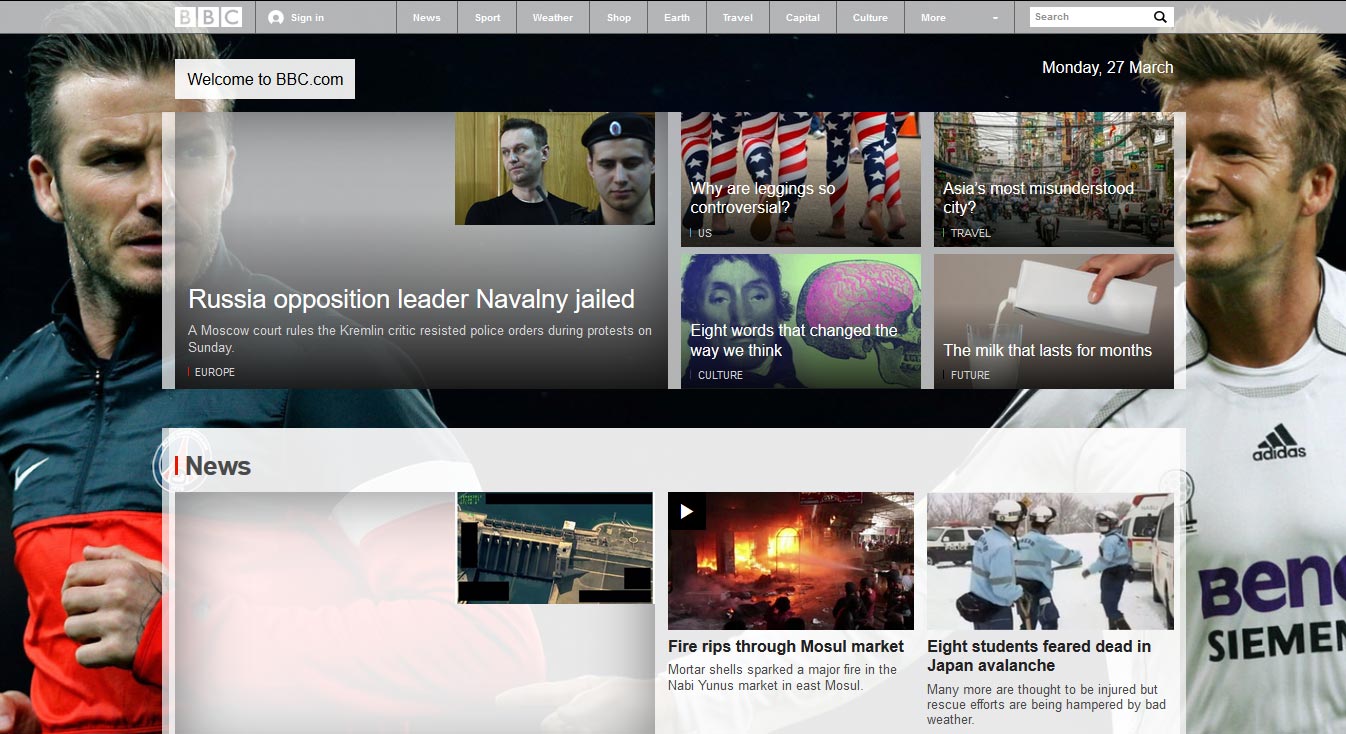 BBC
Sign in
News
Sport
Weather
Shop
Earth
Travel
Capital
Culture
More
Search
Welcome to BBC.com
Monday, 27 March
Russia opposition leader Navalny jailed
A Moscow court rules the Kremlin critic resisted police orders during protests on
Sunday.
EUROPE
Why are leggings so
controversial?
US
Asia's most misunderstood
city?
TRAVEL
Eight words that changed the
way we think
CULTURE
The milk that lasts for months
FUTURE
adidas
BENQ
SIEMEN
News
Fire rips through Mosul market
Mortar shells sparked a major fire in the
Nabi Yunus market in east Mosul.
Eight students feared dead in
Japan avalanche
Many more are thought to be injured but
rescue efforts are being hampered by bad
weather.